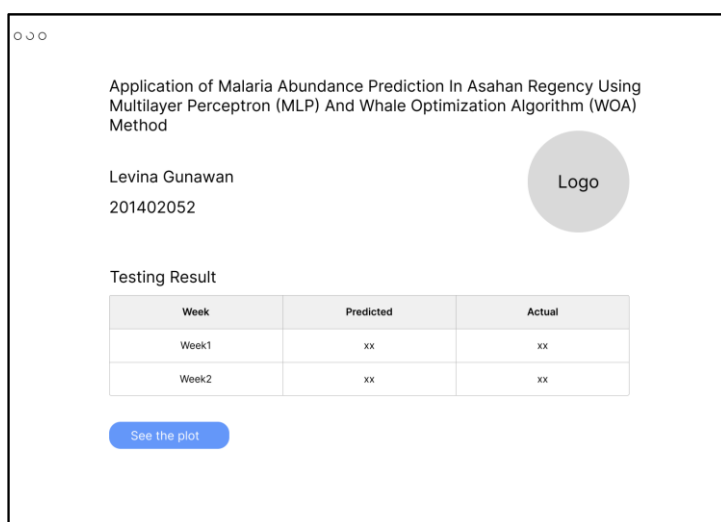 Application of Malaria Abundance Prediction In Asahan Regency Using
Multilayer Perceptron (MLP) And Whale Optimization Algorithm (WOA)
Method
Levina Gunawan
201402052
Logo
Testing Result
Week Predicted Actual
Week1 xx xx
Week2 xx xx
See the plot